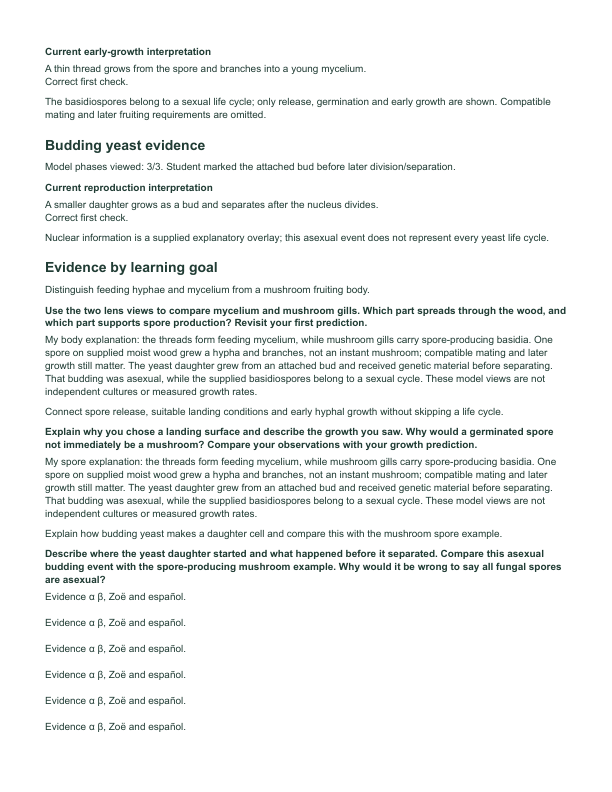 Current early-growth interpretation
A thin thread grows from the spore and branches into a young mycelium.
Correct first check.
The basidiospores belong to a sexual life cycle; only release, germination and early growth are shown. Compatible
mating and later fruiting requirements are omitted.
Budding yeast evidence
Model phases viewed: 3/3. Student marked the attached bud before later division/separation.
Current reproduction interpretation
A smaller daughter grows as a bud and separates after the nucleus divides.
Correct first check.
Nuclear information is a supplied explanatory overlay; this asexual event does not represent every yeast life cycle.
Evidence by learning goal
Distinguish feeding hyphae and mycelium from a mushroom fruiting body.
Use the two lens views to compare mycelium and mushroom gills. Which part spreads through the wood, and
which part supports spore production? Revisit your first prediction.
My body explanation: the threads form feeding mycelium, while mushroom gills carry spore-producing basidia. One
spore on supplied moist wood grew a hypha and branches, not an instant mushroom; compatible mating and later
growth still matter. The yeast daughter grew from an attached bud and received genetic material before separating.
That budding was asexual, while the supplied basidiospores belong to a sexual cycle. These model views are not
independent cultures or measured growth rates.
Connect spore release, suitable landing conditions and early hyphal growth without skipping a life cycle.
Explain why you chose a landing surface and describe the growth you saw. Why would a germinated spore
not immediately be a mushroom? Compare your observations with your growth prediction.
My spore explanation: the threads form feeding mycelium, while mushroom gills carry spore-producing basidia. One
spore on supplied moist wood grew a hypha and branches, not an instant mushroom; compatible mating and later
growth still matter. The yeast daughter grew from an attached bud and received genetic material before separating.
That budding was asexual, while the supplied basidiospores belong to a sexual cycle. These model views are not
independent cultures or measured growth rates.
Explain how budding yeast makes a daughter cell and compare this with the mushroom spore example.
Describe where the yeast daughter started and what happened before it separated. Compare this asexual
budding event with the spore-producing mushroom example. Why would it be wrong to say all fungal spores
are asexual?
Evidence α β, Zoë and español.
Evidence α β, Zoë and español.
Evidence α β, Zoë and español.
Evidence α β, Zoë and español.
Evidence α β, Zoë and español.
Evidence α β, Zoë and español.